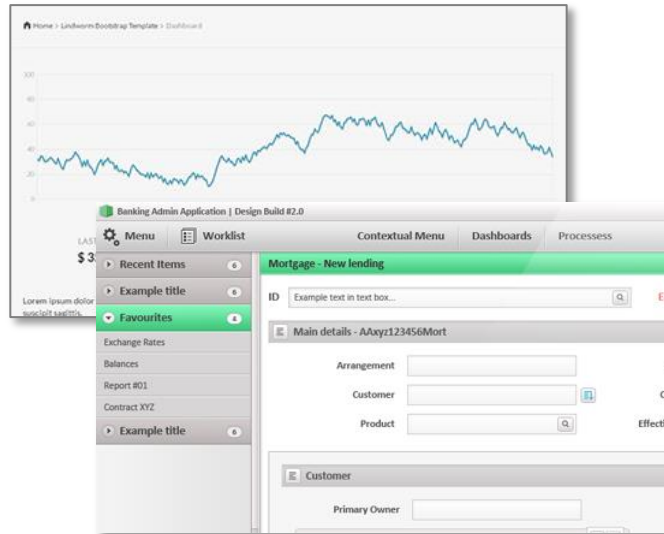 Home > Lindworm Bootstrap Template > Dashboard
100
80
60
40
20
0
LAS
$ 3
Lorem ipsum dolor
suscipit sagittis.
Banking Admin Application | Design Build #2.0
Menu Worklist Contextual Menu Dashboards Processess
Recent Items 6
Example title 6
Favourites 4
Exchange Rates
Balances
Report #01
Contract XYZ
Example title 6
Mortgage - New lending
ID Example text in text box... E
Main details - AAxyz123456Mort
Arrangement
Customer
Product Effecti
Customer
Primary Owner